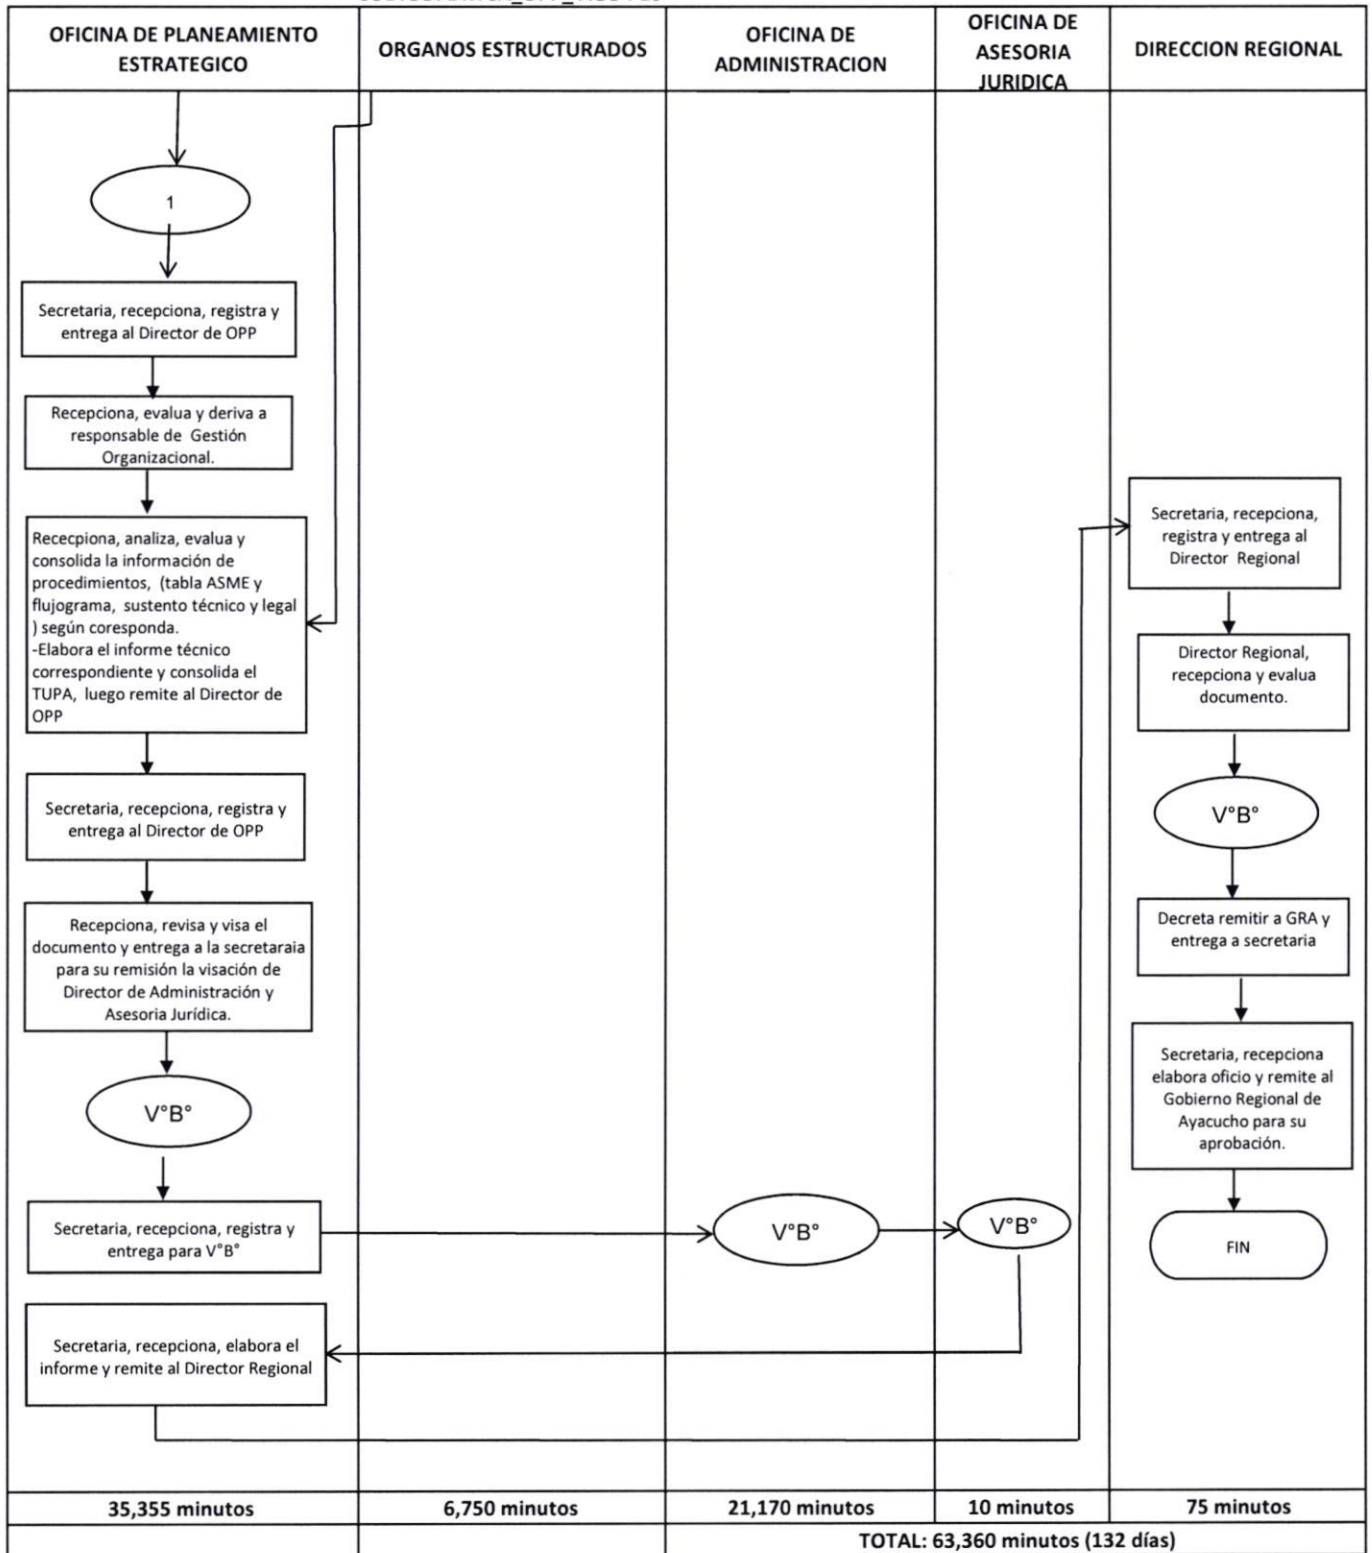 OFICINA DE PLANEAMIENTO
ESTRATEGICO
ORGANOS ESTRUCTURADOS
OFICINA DE
ADMINISTRACION
OFICINA DE
ASESORIA
JURIDICA
DIRECCION REGIONAL
1
Secretaria, recepciona, registra y
entrega al Director de OPP
Recepciona, evalua y deriva a
responsable de Gestión
Organizacional.
Rececpiona, analiza, evalua y
consolida la información de
procedimientos, (tabla ASME y
flujograma, sustento técnico y legal
) según coresponda.
-Elabora el informe técnico
correspondiente y consolida el
TUPA, luego remite al Director de
OPP
Secretaria, recepciona, registra y
entrega al Director de OPP
Recepciona, revisa y visa el
documento y entrega a la secretaraia
para su remisión la visación de
Director de Administración y
Asesoria Jurídica.
V°B°
Secretaria, recepciona, registra y
entrega para V°B°
V°B°
V°B°
Secretaria, recepciona, elabora el
informe y remite al Director Regional
Secretaria, recepciona,
registra y entrega al
Director Regional
Director Regional,
recepciona y evalua
documento.
V°B°
Decreta remitir a GRA y
entrega a secretaria
Secretaria, recepciona
elabora oficio y remite al
Gobierno Regional de
Ayacucho para su
aprobación.
FIN
35,355 minutos
6,750 minutos
21,170 minutos
10 minutos
75 minutos
TOTAL: 63,360 minutos (132 días)